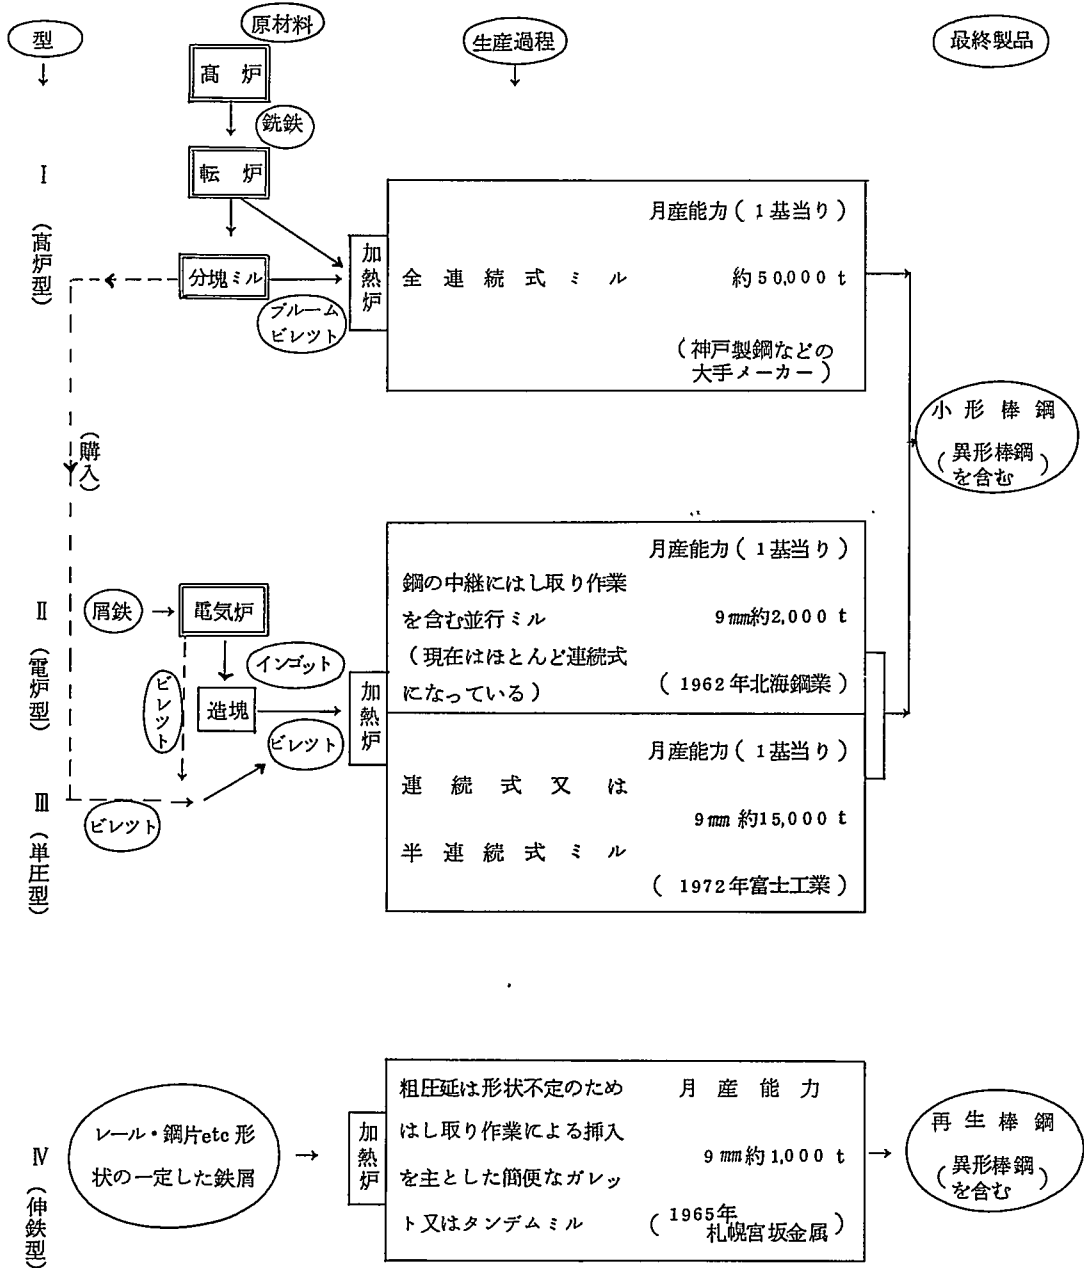 型
原材料
生産過程
最終製品
高炉
銑鉄
転炉
分塊ミル
ブルーム
ビレツト
Ⅰ
(高炉型)
加熱炉
月産能力(1基当り)
全連続式ミル 約50,000t
(神戸製鋼などの
大手メーカー)
小形棒鋼
(異形棒鋼
を含む)
(購入)
Ⅱ
(電炉型)
屑鉄
電気炉
インゴット
ビレツト
造塊
ビレツト
加熱炉
月産能力(1基当り)
鋼の中継にはし取り作業
を含む並行ミル 9㎜約2,000t
(現在はほとんど連続式
になっている) (1962年北海鋼業)
月産能力(1基当り)
連続式又は
9㎜約15,000t
半連続式ミル
(1972年富士工業)
Ⅲ
(単圧型)
ビレツト
Ⅳ
(伸鉄型)
レール・鋼片etc形
状の一定した鉄屑
加熱炉
粗圧延は形状不定のため 月産能力
はし取り作業による挿入
を主とした簡便なガレッ 9㎜約1,000t
ト又はタンデムミル (1965年
札幌宮坂金属)
再生棒鋼
(異形棒鋼
を含む)